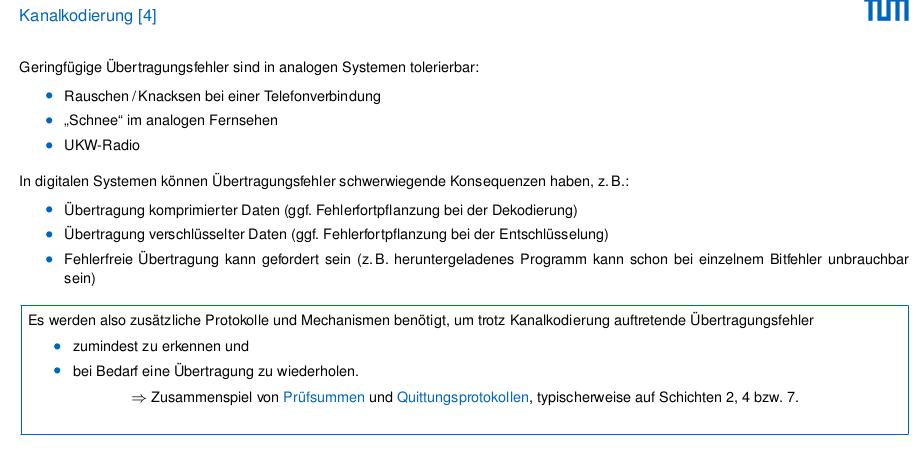 Kanalkodierung [4]
TUM
Geringfügige Übertragungsfehler sind in analogen Systemen tolerierbar:
• Rauschen / Knacksen bei einer Telefonverbindung
• „Schnee“ im analogen Fernsehen
• UKW-Radio
In digitalen Systemen können Übertragungsfehler schwerwiegende Konsequenzen haben, z. B.:
• Übertragung komprimierter Daten (ggf. Fehlerfortpflanzung bei der Dekodierung)
• Übertragung verschlüsselter Daten (ggf. Fehlerfortpflanzung bei der Entschlüsselung)
• Fehlerfreie Übertragung kann gefordert sein (z. B. heruntergeladenes Programm kann schon bei einzelnem Bitfehler unbrauchbar
sein)
Es werden also zusätzliche Protokolle und Mechanismen benötigt, um trotz Kanalkodierung auftretende Übertragungsfehler
• zumindest zu erkennen und
• bei Bedarf eine Übertragung zu wiederholen.
⇒ Zusammenspiel von Prüfsummen und Quittungsprotokollen, typischerweise auf Schichten 2, 4 bzw. 7.